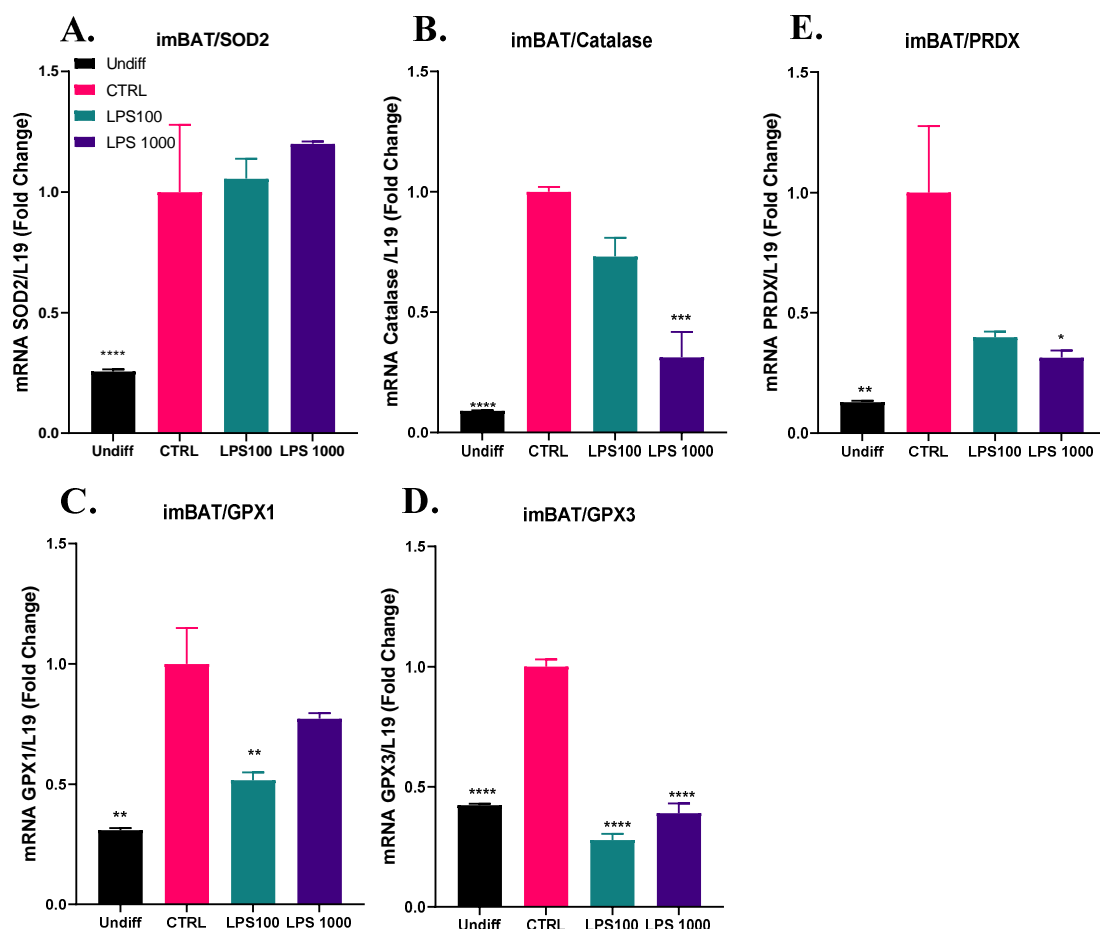 A.
imBAT/SOD2
mRNA SOD2/L19 (Fold Change)
1.5
1.0
0.5
0.0
Undiff
CTRL
LPS100
LPS 1000
****
Undiff
CTRL
LPS100
LPS 1000
B.
imBAT/Catalase
mRNA Catalase /L19 (Fold Change)
1.5
1.0
0.5
0.0
****
***
Undiff
CTRL
LPS100
LPS 1000
E.
imBAT/PRDX
mRNA PRDX/L19 (Fold Change)
1.5
1.0
0.5
0.0
**
*
Undiff
CTRL
LPS100
LPS 1000
C.
imBAT/GPX1
mRNA GPX1/L19 (Fold Change)
1.5
1.0
0.5
0.0
**
**
Undiff
CTRL
LPS100
LPS 1000
D.
imBAT/GPX3
mRNA GPX3/L19 (Fold Change)
1.5
1.0
0.5
0.0
****
****
****
Undiff
CTRL
LPS100
LPS 1000